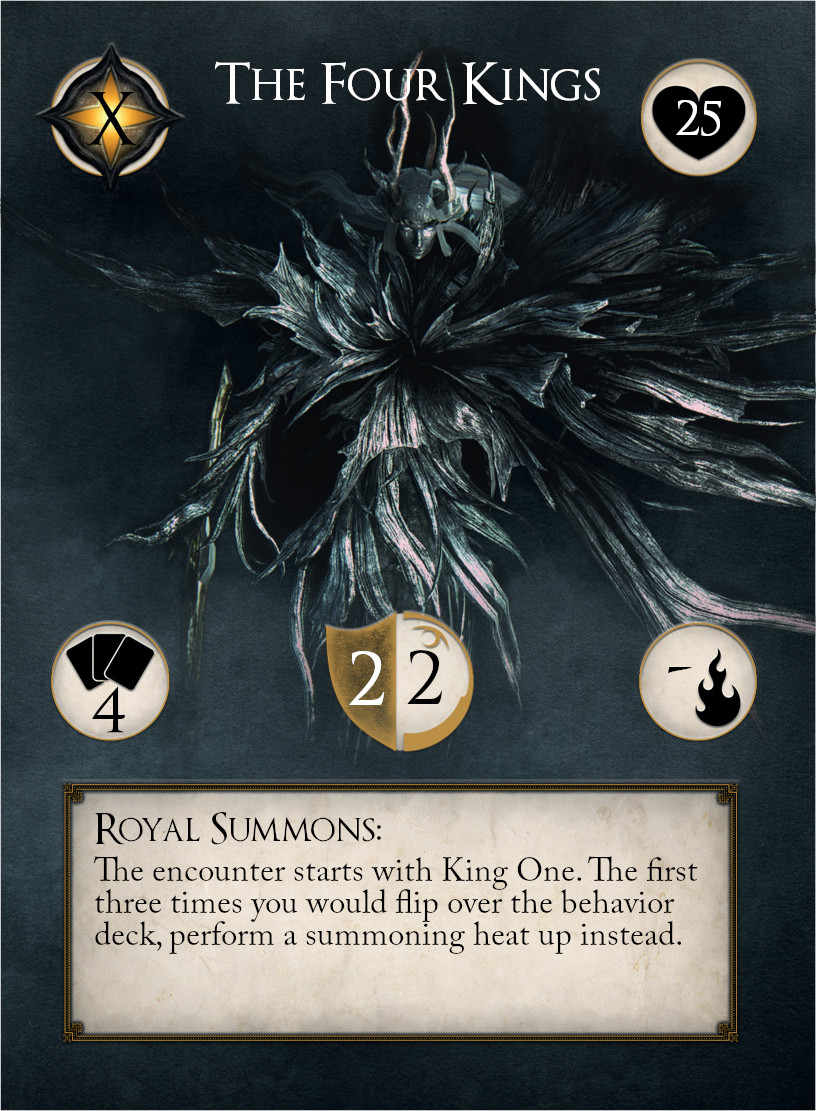 The Four Kings
X
25
4
2 2
-
Royal Summons:
The encounter starts with King One. The first
three times you would flip over the behavior
deck, perform a summoning heat up instead.